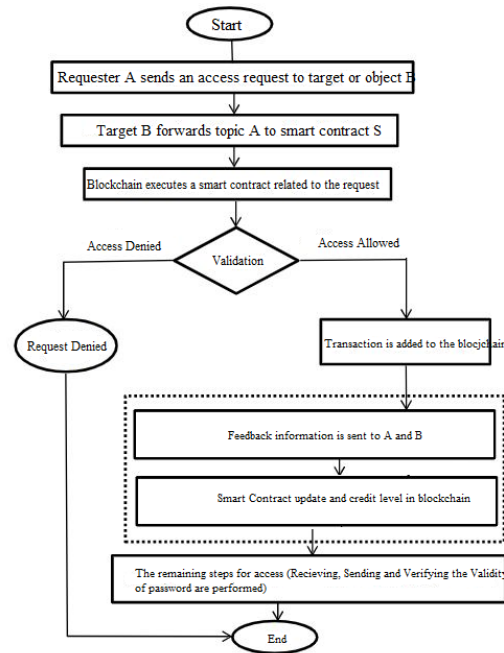 Start
Requester A sends an access request to target or object B
Target B forwards topic A to smart contract S
Blockchain executes a smart contract related to the request
Access Denied
Access Allowed
Validation
Request Denied
Transaction is added to the blocjchain
Feedback information is sent to A and B
Smart Contract update and credit level in blockchain
The remaining steps for access (Recieving, Sending and Verifying the Validity
of password are performed)
End